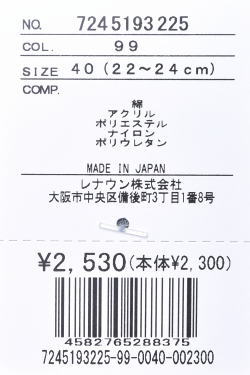 NO. 7245193225
COL. 99
SIZE 40 (22～24cm)
COMP.
綿
アクリル
ポリエステル
ナイロン
ポリウレタン
MADE IN JAPAN
レナウン株式会社
大阪市中央区備後町3丁目1番8号
¥2,530(本体¥2,300)
4582765288375
7245193225-99-0040-002300